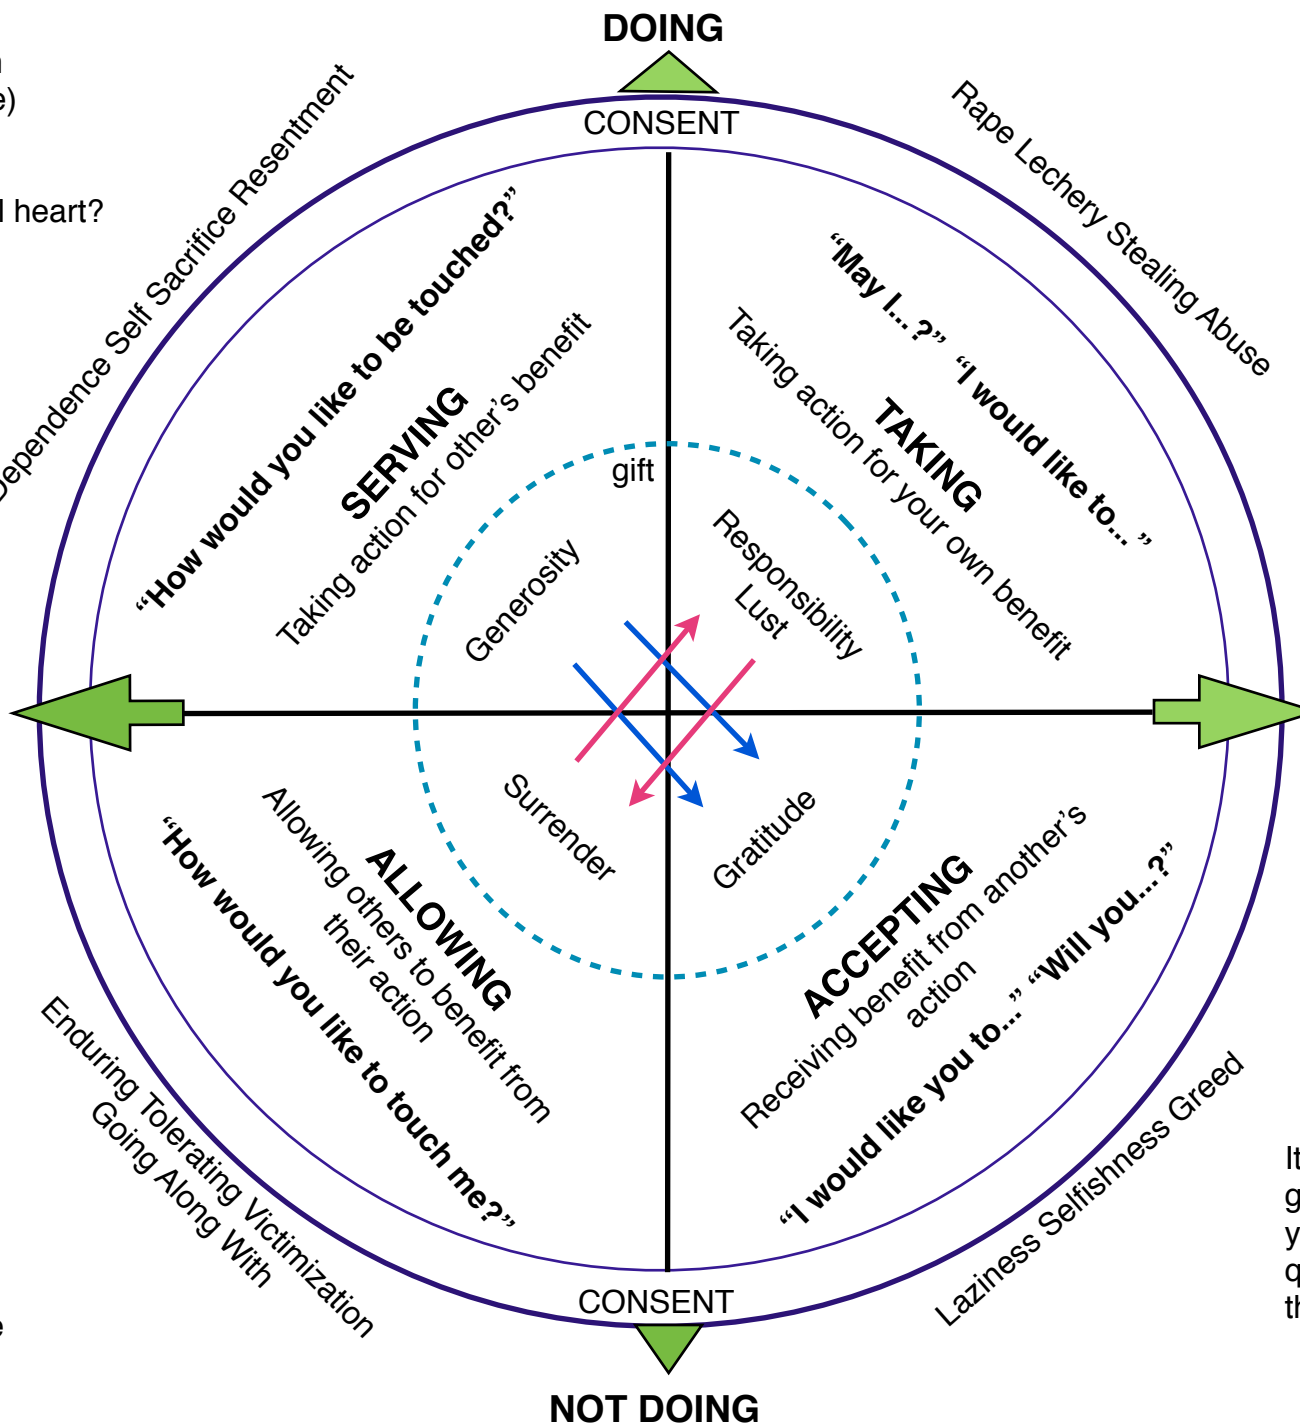 DOING
CONSENT
e)
l heart?
Dependence Self Sacrifice Resentment
“How would you like to be touched?”
SERVING
Taking action for other’s benefit
Generosity
gift
Rape Lechery Stealing Abuse
“May I... ?” “I would like to... ”
TAKING
Taking action for your own benefit
Responsibility
Lust
Surrender
Allowing others to benefit from
their action
ALLOWING
“How would you like to touch me?”
Enduring Tolerating Victimization
Going Along With
Gratitude
ACCEPTING
Receiving benefit from another’s
action
“I would like you to...” “Will you...?”
Laziness Selfishness Greed
It
g
y
q
th
e
CONSENT
NOT DOING